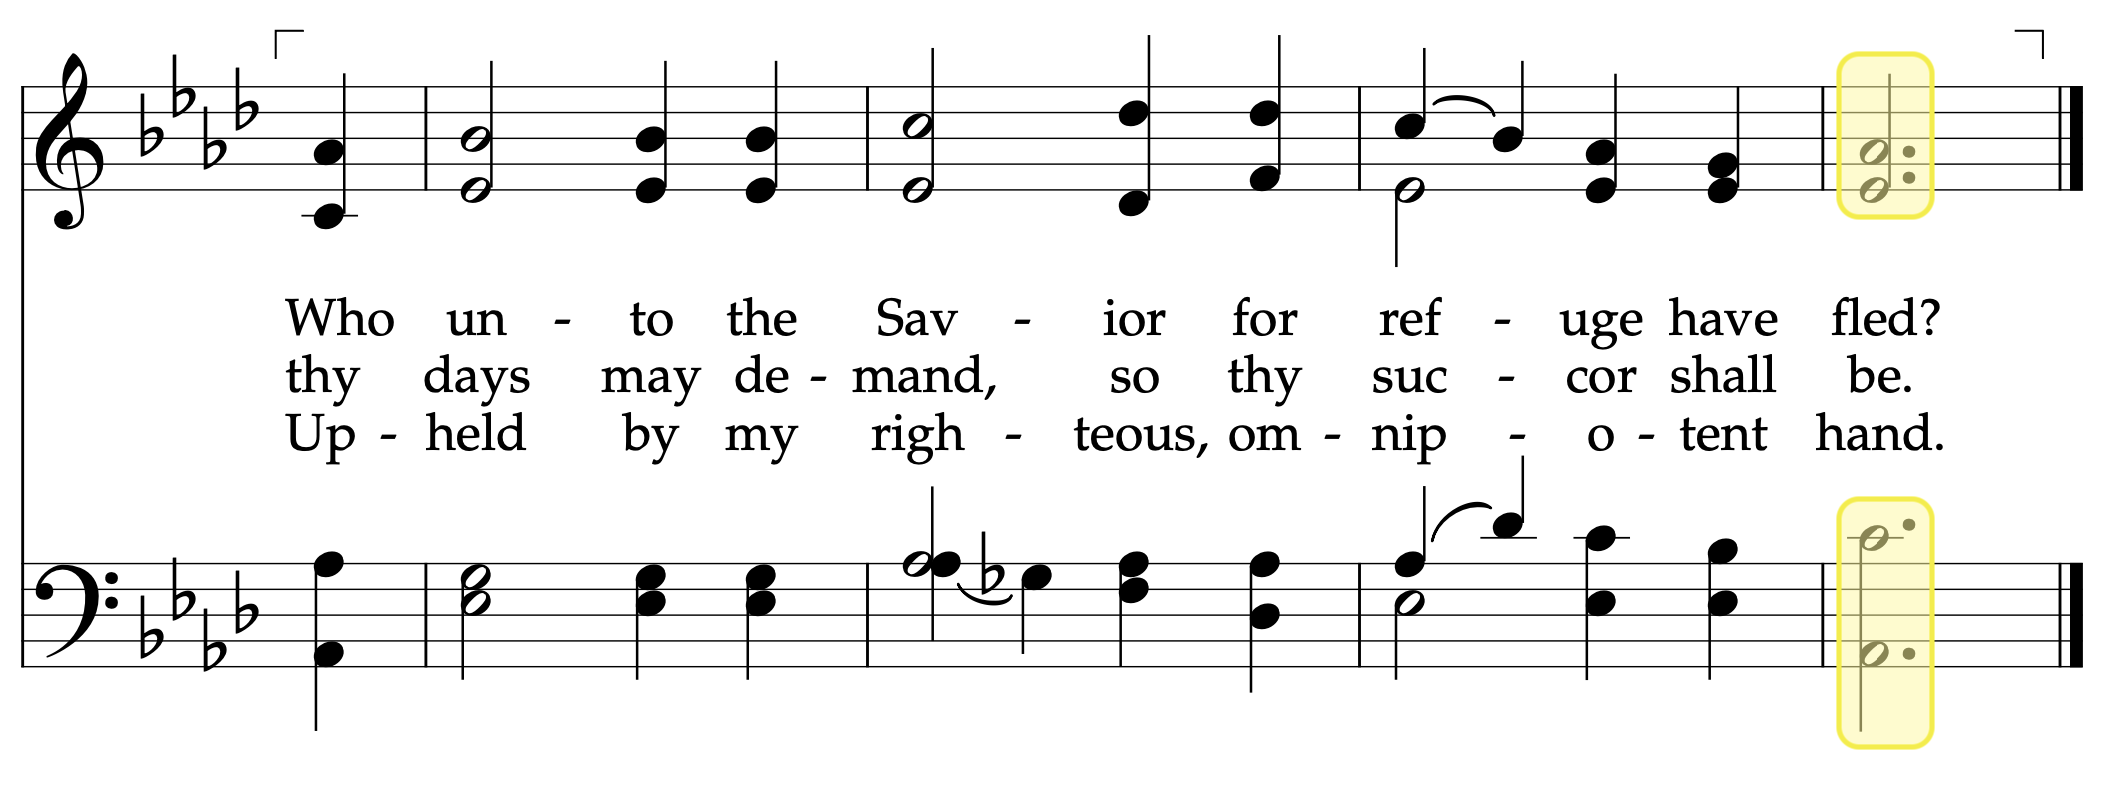 Who un - to the Sav - ior for ref - uge have fled?
thy days may de - mand, so thy suc - cor shall be.
Up - held by my righ - teous, om - nip - o - tent hand.